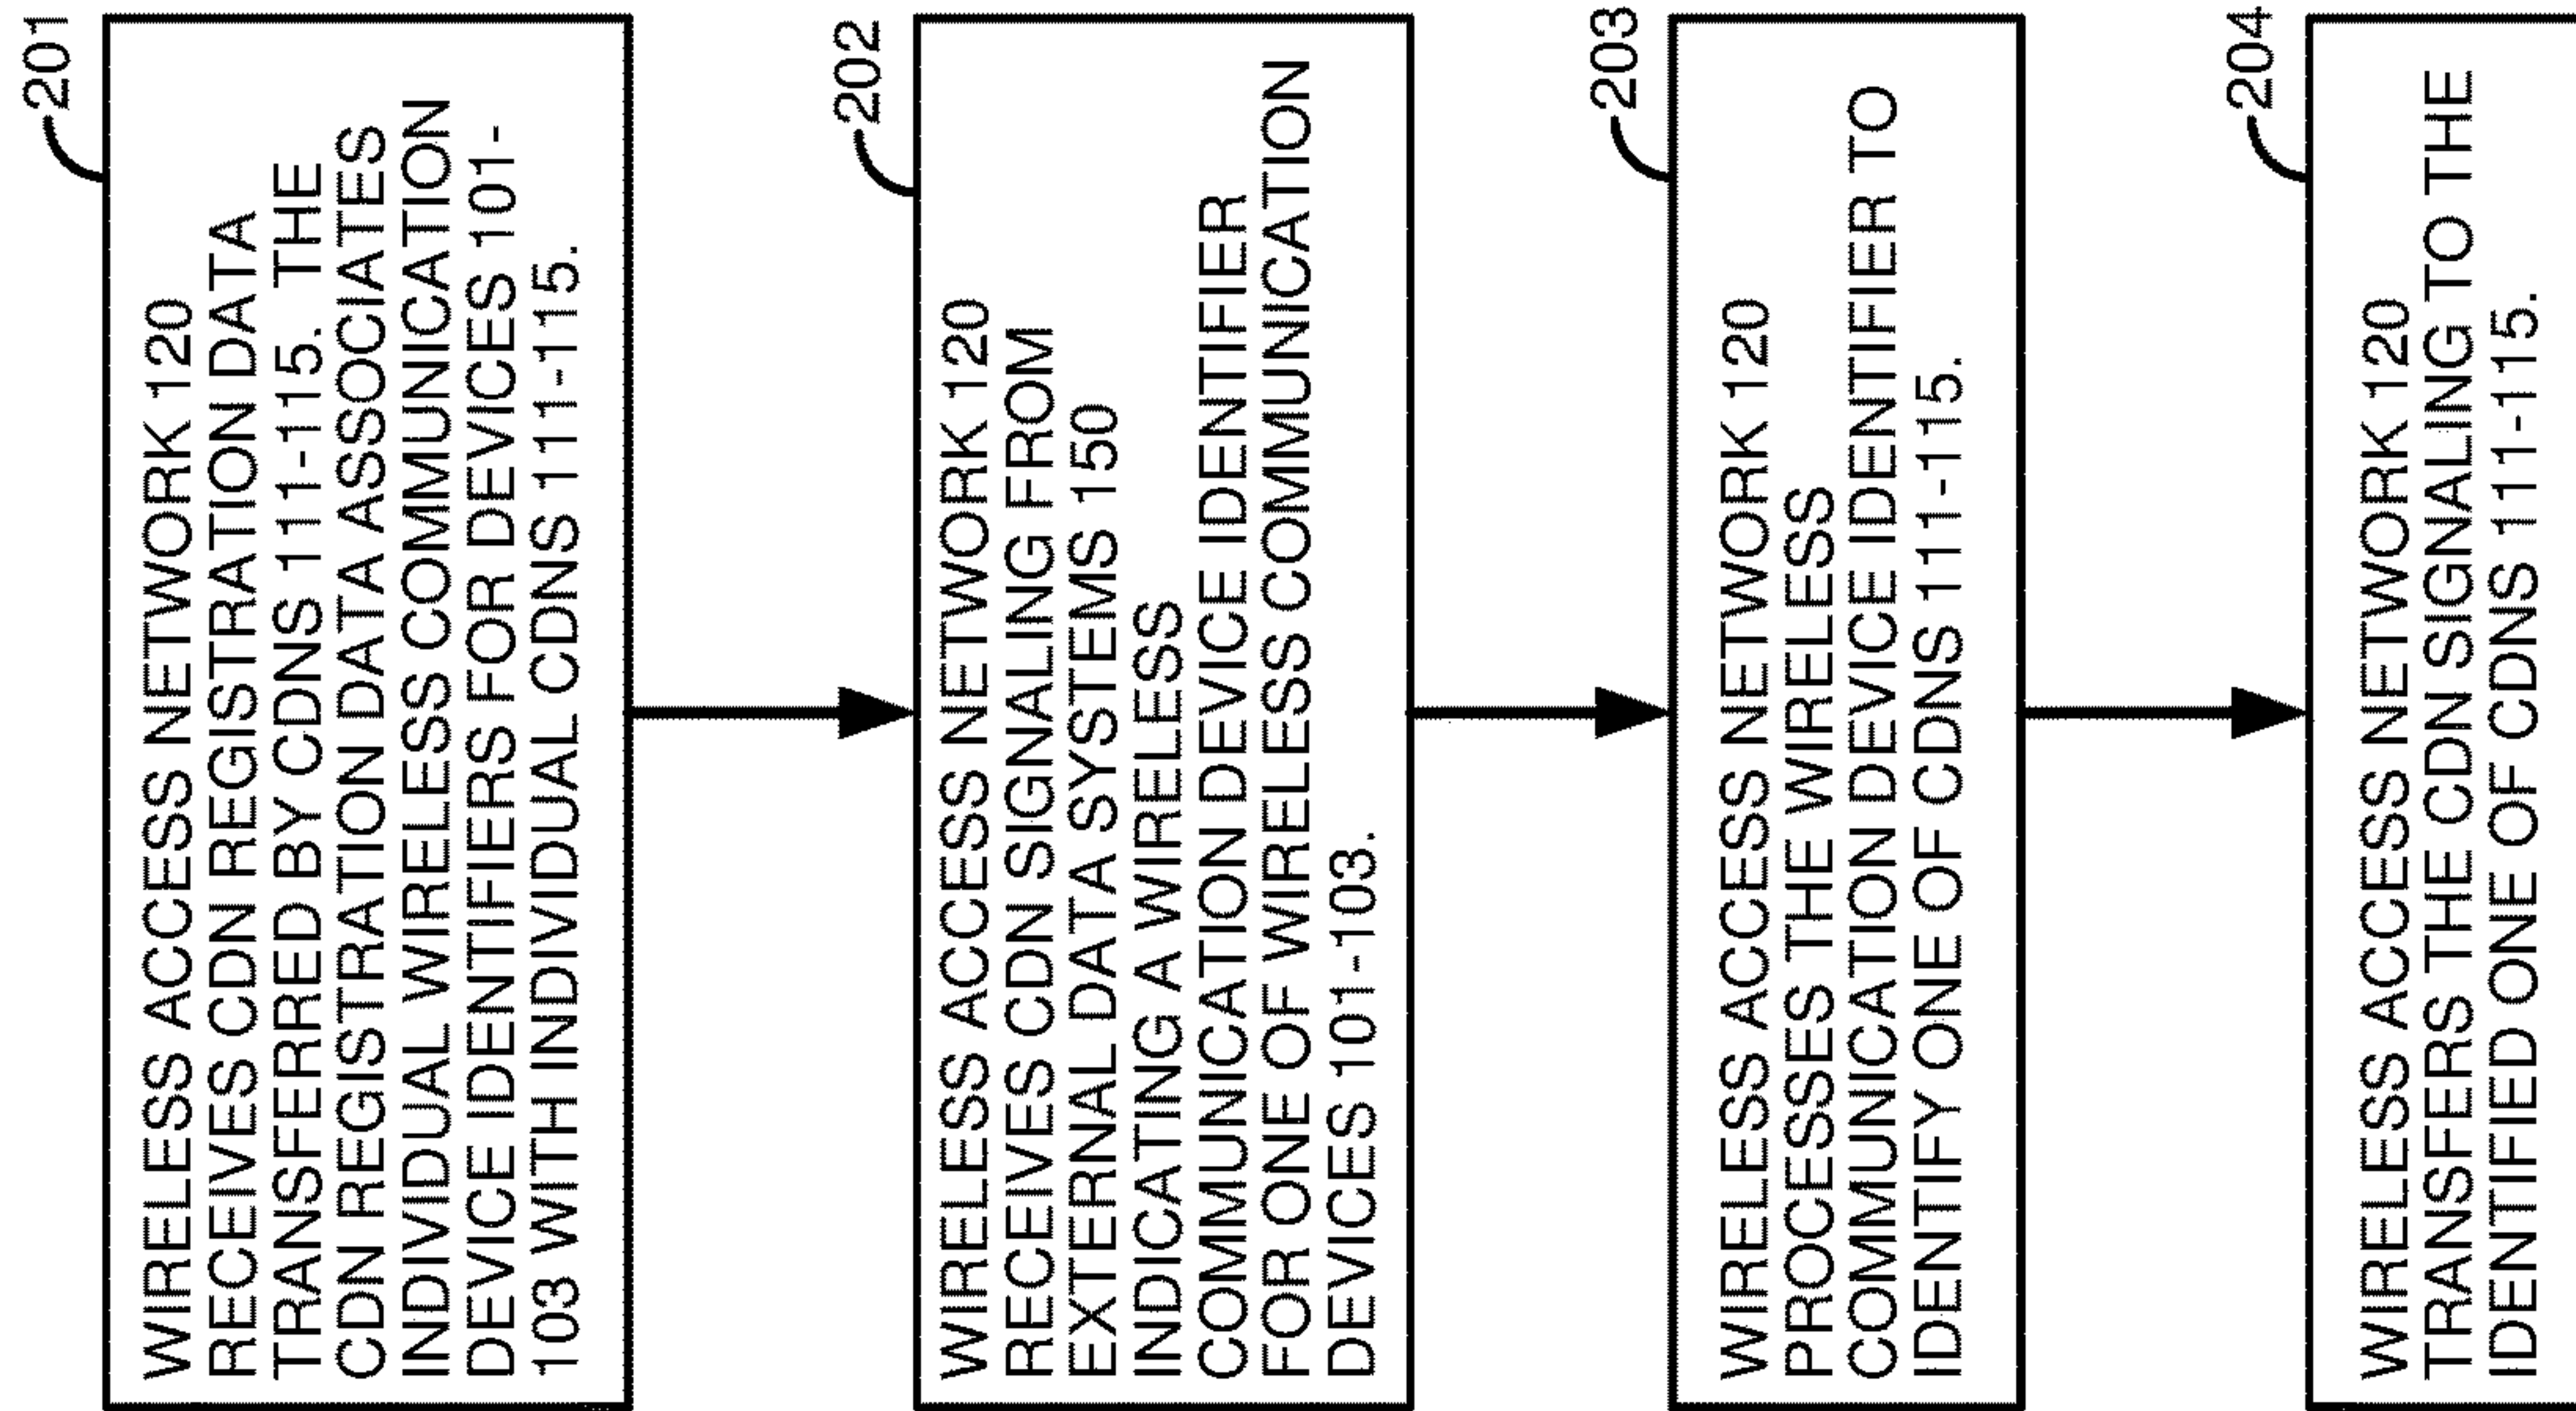 201
WIRELESS ACCESS NETWORK 120
RECEIVES CDN REGISTRATION DATA
TRANSFERRED BY CDNS 111-115. THE
CDN REGISTRATION DATA ASSOCIATES
INDIVIDUAL WIRELESS COMMUNICATION
DEVICE IDENTIFIERS FOR DEVICES 101-
103 WITH INDIVIDUAL CDNS 111-115.
202
WIRELESS ACCESS NETWORK 120
RECEIVES CDN SIGNALING FROM
EXTERNAL DATA SYSTEMS 150
INDICATING A WIRELESS
COMMUNICATION DEVICE IDENTIFIER
FOR ONE OF WIRELESS COMMUNICATION
DEVICES 101-103.
203
WIRELESS ACCESS NETWORK 120
PROCESSES THE WIRELESS
COMMUNICATION DEVICE IDENTIFIER TO
IDENTIFY ONE OF CDNS 111-115.
204
WIRELESS ACCESS NETWORK 120
TRANSFERS THE CDN SIGNALING TO THE
IDENTIFIED ONE OF CDNS 111-115.